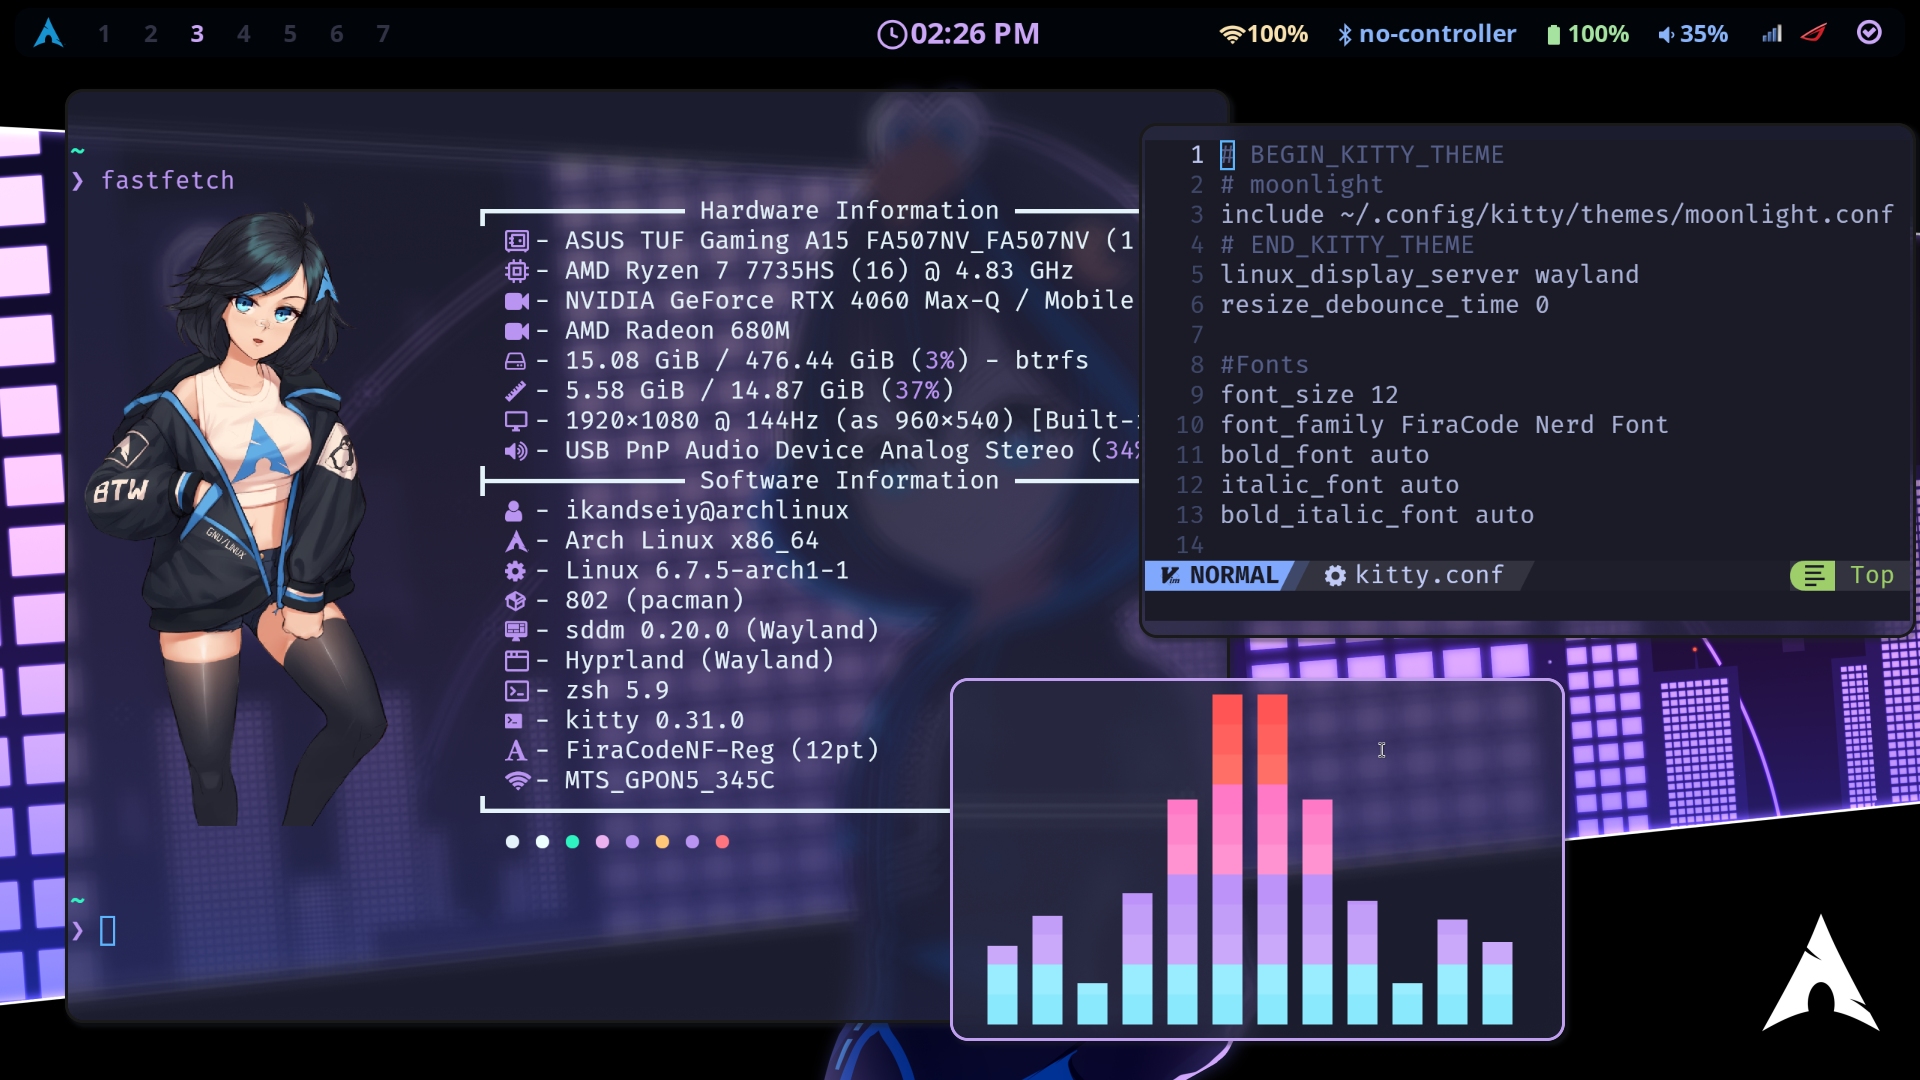 1 2 3 4 5 6 7
02:26 PM
100% no-controller 100% 35%
~
❯ fastfetch
Hardware Information
- ASUS TUF Gaming A15 FA507NV_FA507NV (1
- AMD Ryzen 7 7735HS (16) @ 4.83 GHz
- NVIDIA GeForce RTX 4060 Max-Q / Mobile
- AMD Radeon 680M
- 15.08 GiB / 476.44 GiB (3%) - btrfs
- 5.58 GiB / 14.87 GiB (37%)
- 1920×1080 @ 144Hz (as 960×540) [Built-
- USB PnP Audio Device Analog Stereo (34%
Software Information
- ikandseiy@archlinux
- Arch Linux x86_64
- Linux 6.7.5-arch1-1
- 802 (pacman)
- sddm 0.20.0 (Wayland)
- Hyprland (Wayland)
- zsh 5.9
- kitty 0.31.0
- FiraCodeNF-Reg (12pt)
- MTS_GPON5_345C
BTW
GNU/LINUX
~
❯
1 # BEGIN_KITTY_THEME
2 # moonlight
3 include ~/.config/kitty/themes/moonlight.conf
4 # END_KITTY_THEME
5 linux_display_server wayland
6 resize_debounce_time 0
7
8 #Fonts
9 font_size 12
10 font_family FiraCode Nerd Font
11 bold_font auto
12 italic_font auto
13 bold_italic_font auto
14
NORMAL kitty.conf Top